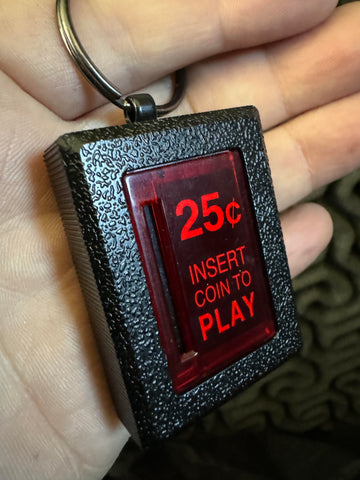 25¢
INSERT
COIN TO
PLAY